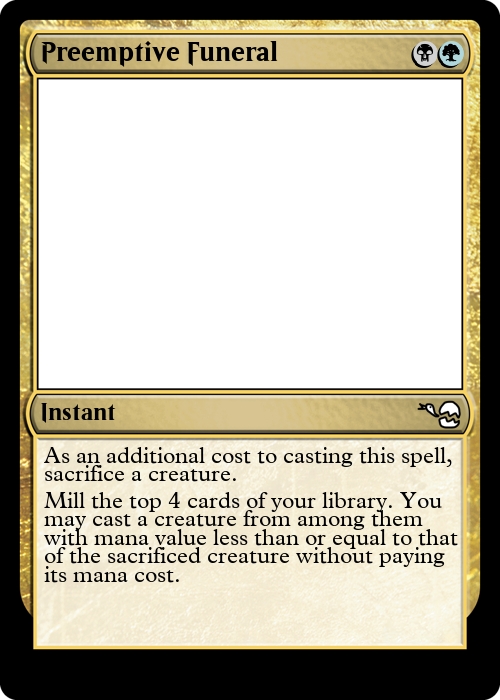 Preemptive Funeral
Instant
As an additional cost to casting this spell,
sacrifice a creature.
Mill the top 4 cards of your library. You
may cast a creature from among them
with mana value less than or equal to that
of the sacrificed creature without paying
its mana cost.